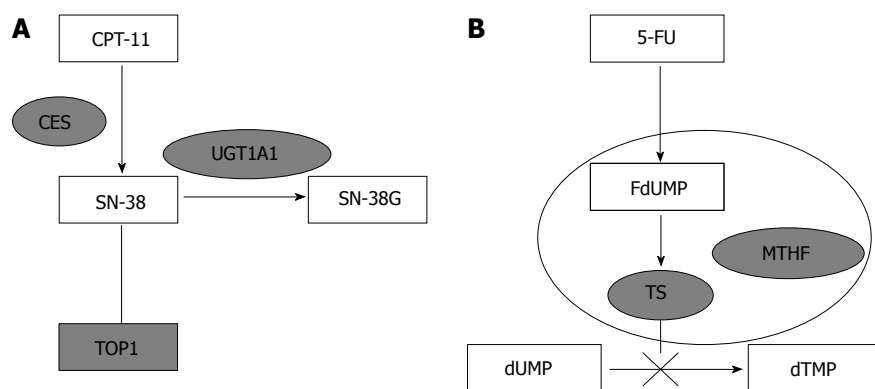 A
CPT-11
CES
UGT1A1
SN-38
SN-38G
TOP1
B
5-FU
FdUMP
MTHF
TS
dUMP
dTMP